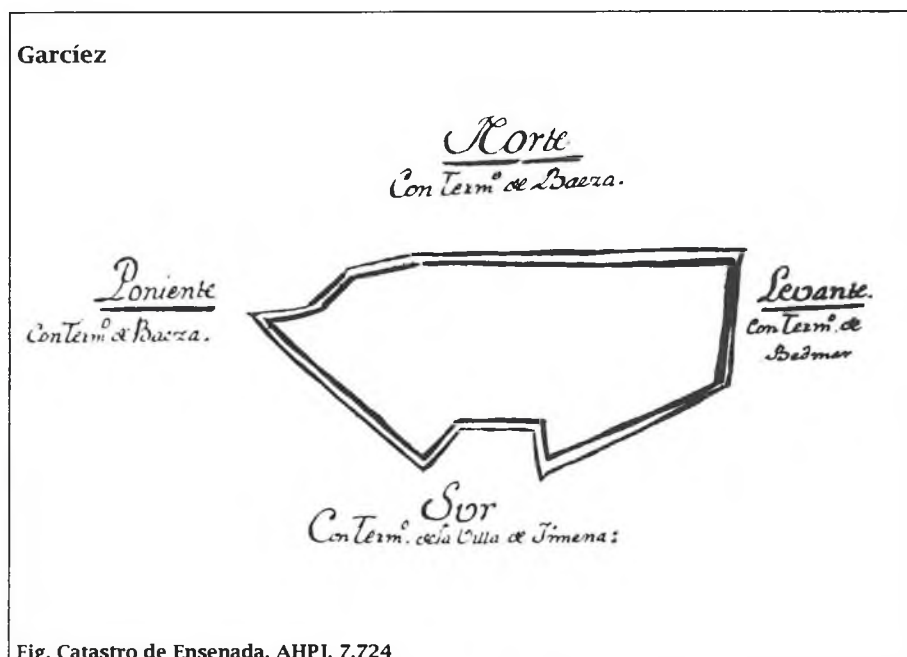 Garcíez
Norte
Con Term.º de Baeza.
Poniente
Con Term.º de Baeza.
Levante.
Con Term.º de
Bedmar
Sur
Con Term.º de la Villa de Jimena:
Fig. Catastro de Ensenada. AHPJ. 7.724